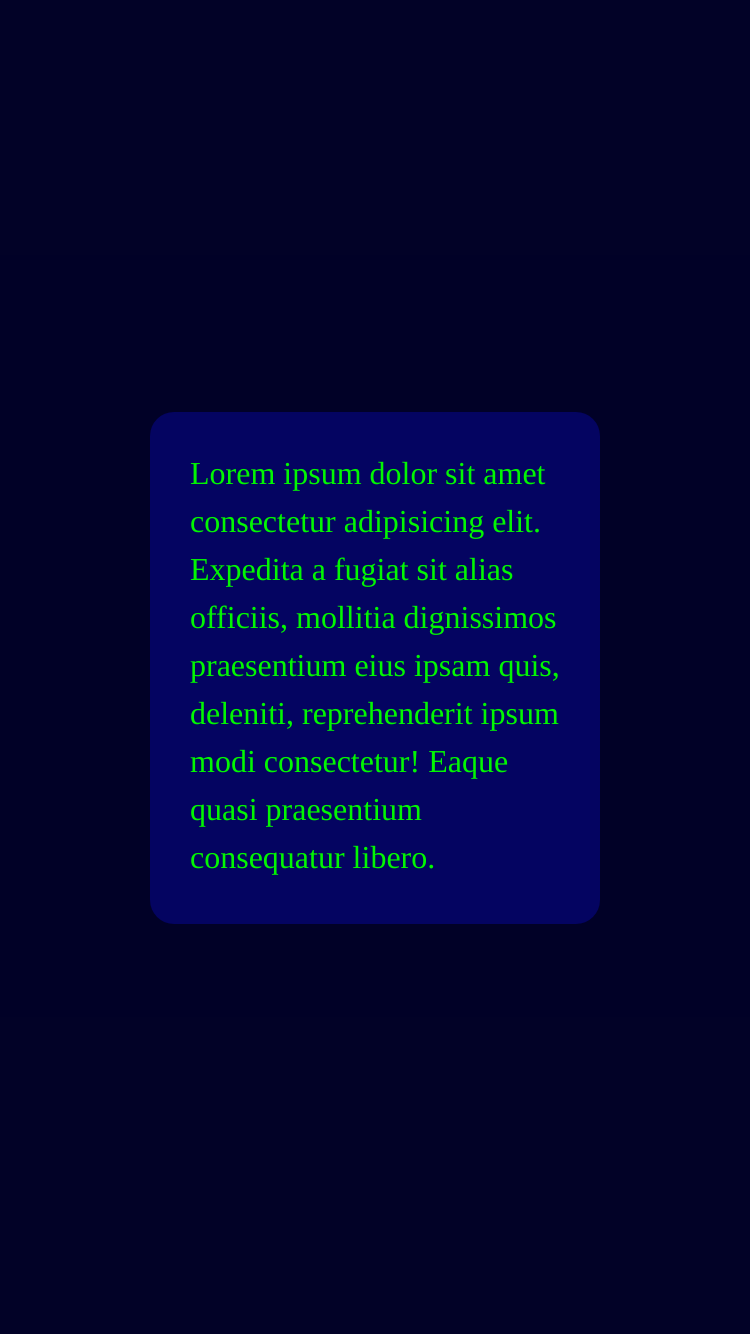 Lorem ipsum dolor sit amet
consectetur adipisicing elit.
Expedita a fugiat sit alias
officiis, mollitia dignissimos
praesentium eius ipsam quis,
deleniti, reprehenderit ipsum
modi consectetur! Eaque
quasi praesentium
consequatur libero.